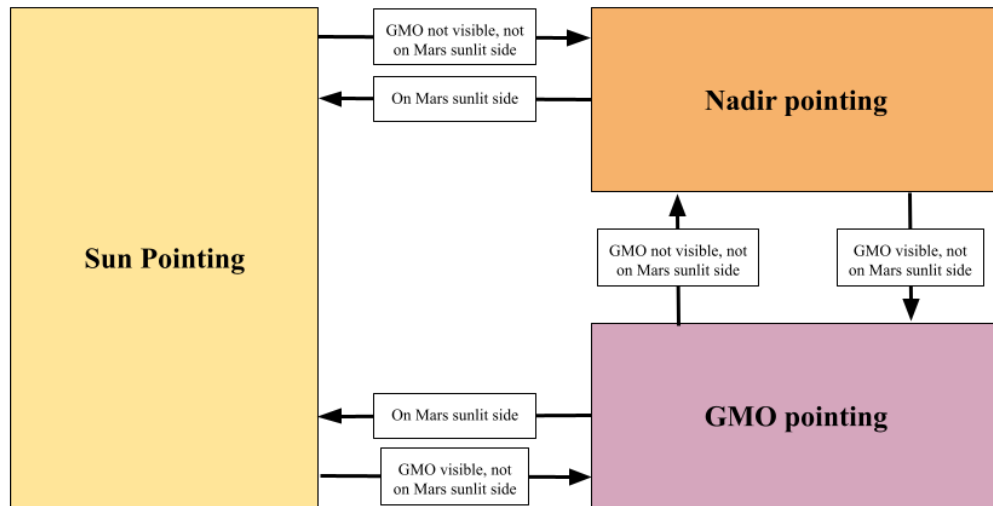 GMO not visible, not
on Mars sunlit side
On Mars sunlit side
Nadir pointing
Sun Pointing
GMO not visible, not
on Mars sunlit side
GMO visible, not
on Mars sunlit side
On Mars sunlit side
GMO pointing
GMO visible, not
on Mars sunlit side